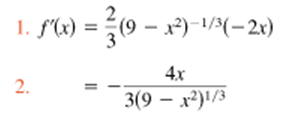 1. f′(x) = 2/3(9 − x²)^−1/3(−2x)
2. = − 4x/3(9 − x²)^1/3